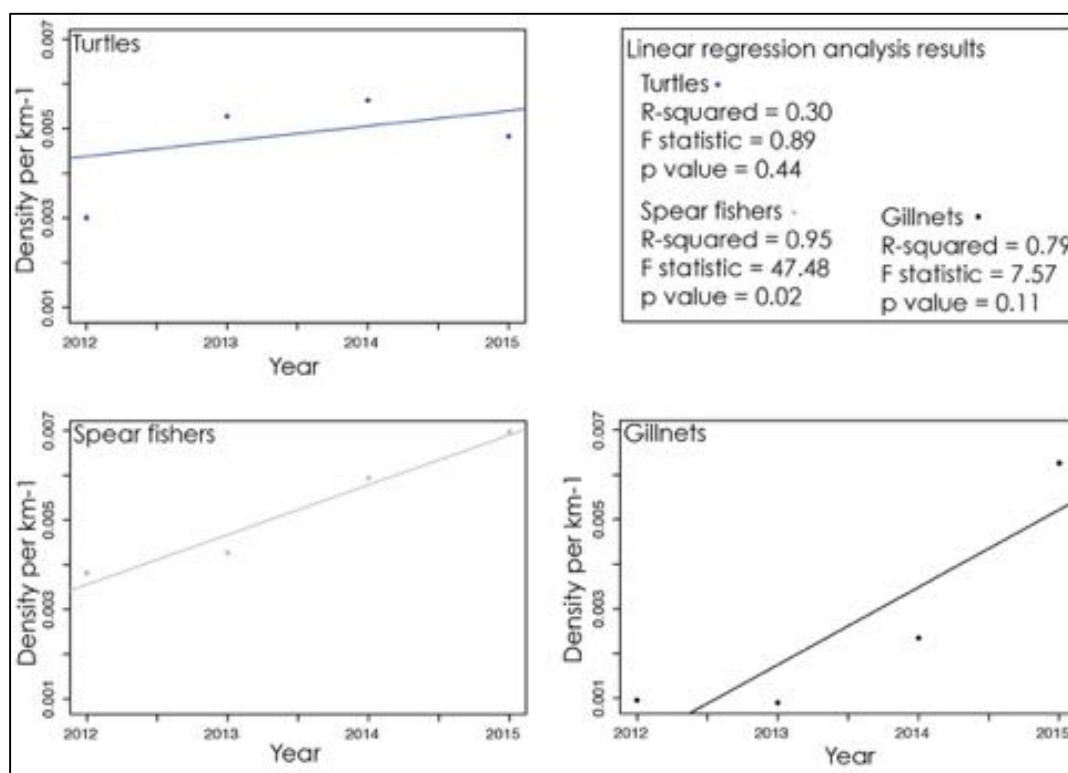 Turtles
Density per km-1
0.007
0.005
0.003
0.001
2012 2013 2014 2015
Year
Linear regression analysis results
Turtles
R-squared = 0.30
F statistic = 0.89
p value = 0.44
Spear fishers
R-squared = 0.95
F statistic = 47.48
p value = 0.02
Gillnets
R-squared = 0.79
F statistic = 7.57
p value = 0.11
Spear fishers
Density per km-1
0.007
0.005
0.003
0.001
2012 2013 2014 2015
Year
Gillnets
Density per km-1
0.007
0.005
0.003
0.001
2012 2013 2014 2015
Year